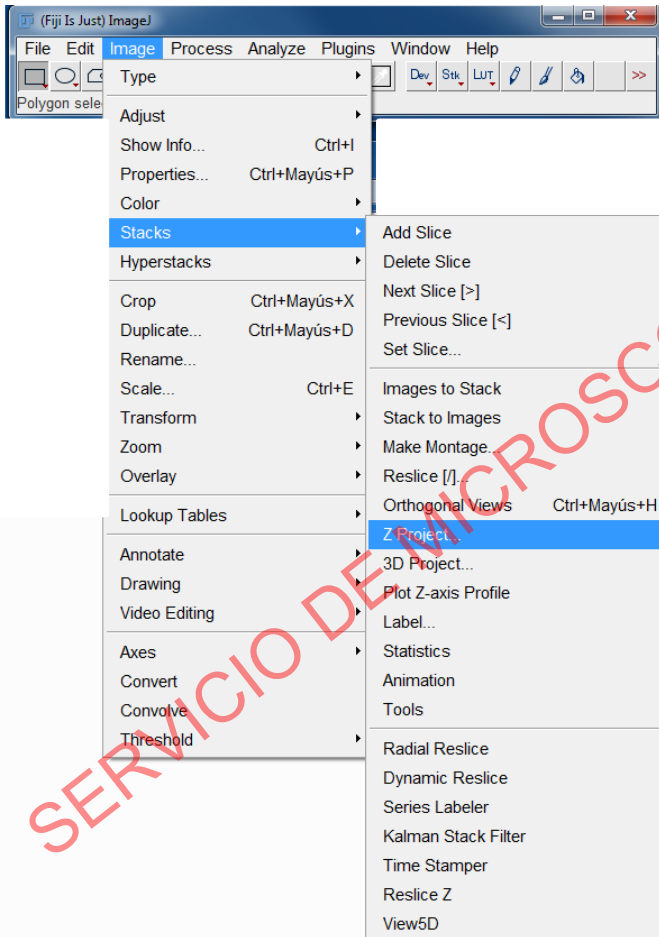 (Fiji Is Just) ImageJ
File Edit Image Process Analyze Plugins Window Help
Dev Stk LUT >>
Polygon sele
Type
Adjust
Show Info... Ctrl+I
Properties... Ctrl+Mayús+P
Color
Stacks
Hyperstacks
Crop Ctrl+Mayús+X
Duplicate... Ctrl+Mayús+D
Rename...
Scale... Ctrl+E
Transform
Zoom
Overlay
Lookup Tables
Annotate
Drawing
Video Editing
Axes
Convert
Convolve
Threshold
Add Slice
Delete Slice
Next Slice [>]
Previous Slice [<]
Set Slice...
Images to Stack
Stack to Images
Make Montage...
Reslice [/]...
Orthogonal Views Ctrl+Mayús+H
Z Project...
3D Project...
Plot Z-axis Profile
Label...
Statistics
Animation
Tools
Radial Reslice
Dynamic Reslice
Series Labeler
Kalman Stack Filter
Time Stamper
Reslice Z
View5D
SERVICIO DE MICROSCO